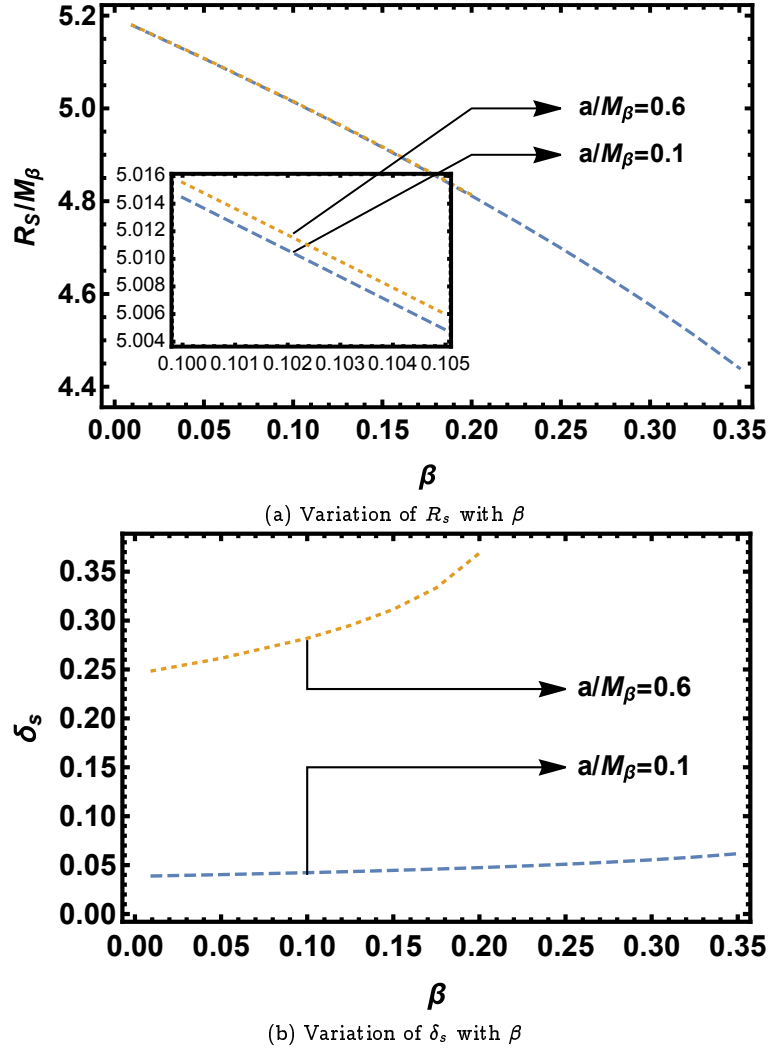 5.2
5.0
4.8
4.6
4.4
R_S/M_β
a/M_β=0.6
a/M_β=0.1
5.016
5.014
5.012
5.010
5.008
5.006
5.004
0.100 0.101 0.102 0.103 0.104 0.105
0.00 0.05 0.10 0.15 0.20 0.25 0.30 0.35
β
(a) Variation of R_s with β
0.35
0.30
0.25
0.20
0.15
0.10
0.05
0.00
δ_s
a/M_β=0.6
a/M_β=0.1
0.00 0.05 0.10 0.15 0.20 0.25 0.30 0.35
β
(b) Variation of δ_s with β